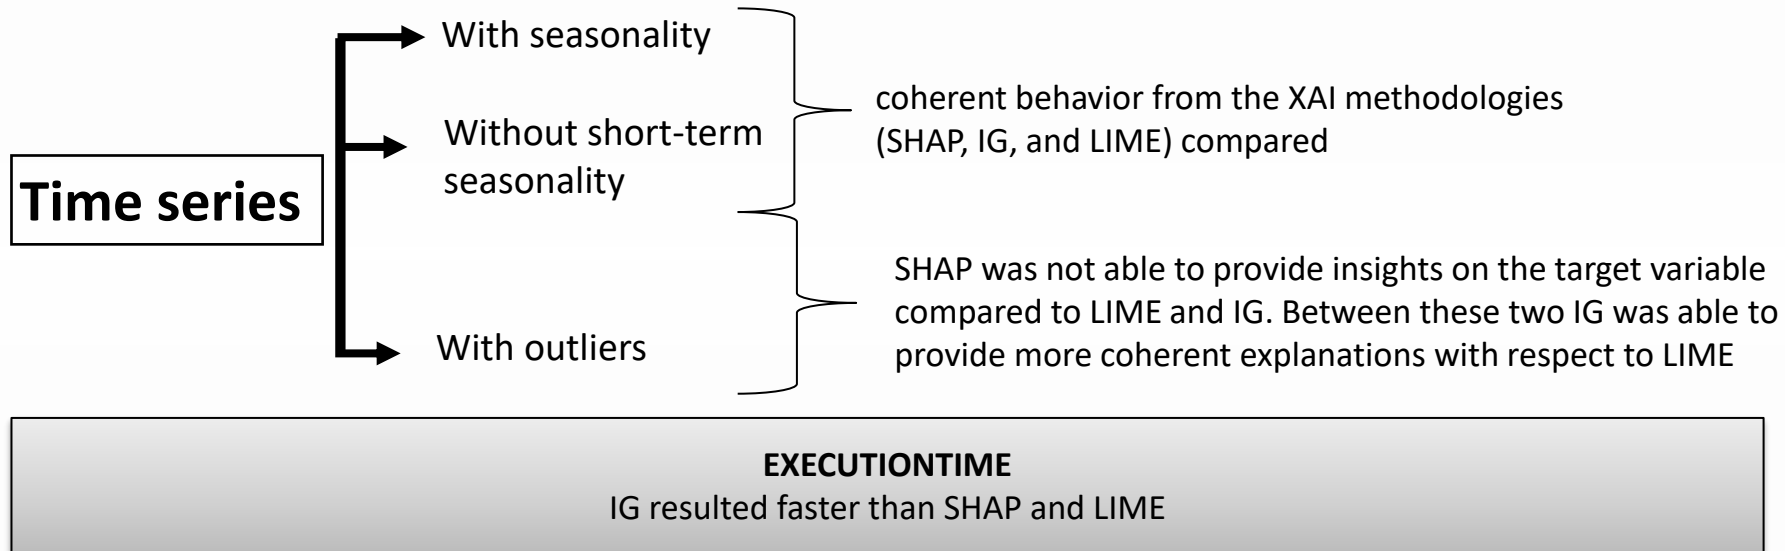 With seasonality
coherent behavior from the XAI methodologies
(SHAP, IG, and LIME) compared
Without short-term
seasonality
Time series
SHAP was not able to provide insights on the target variable
compared to LIME and IG. Between these two IG was able to
provide more coherent explanations with respect to LIME
With outliers
EXECUTIONTIME
IG resulted faster than SHAP and LIME